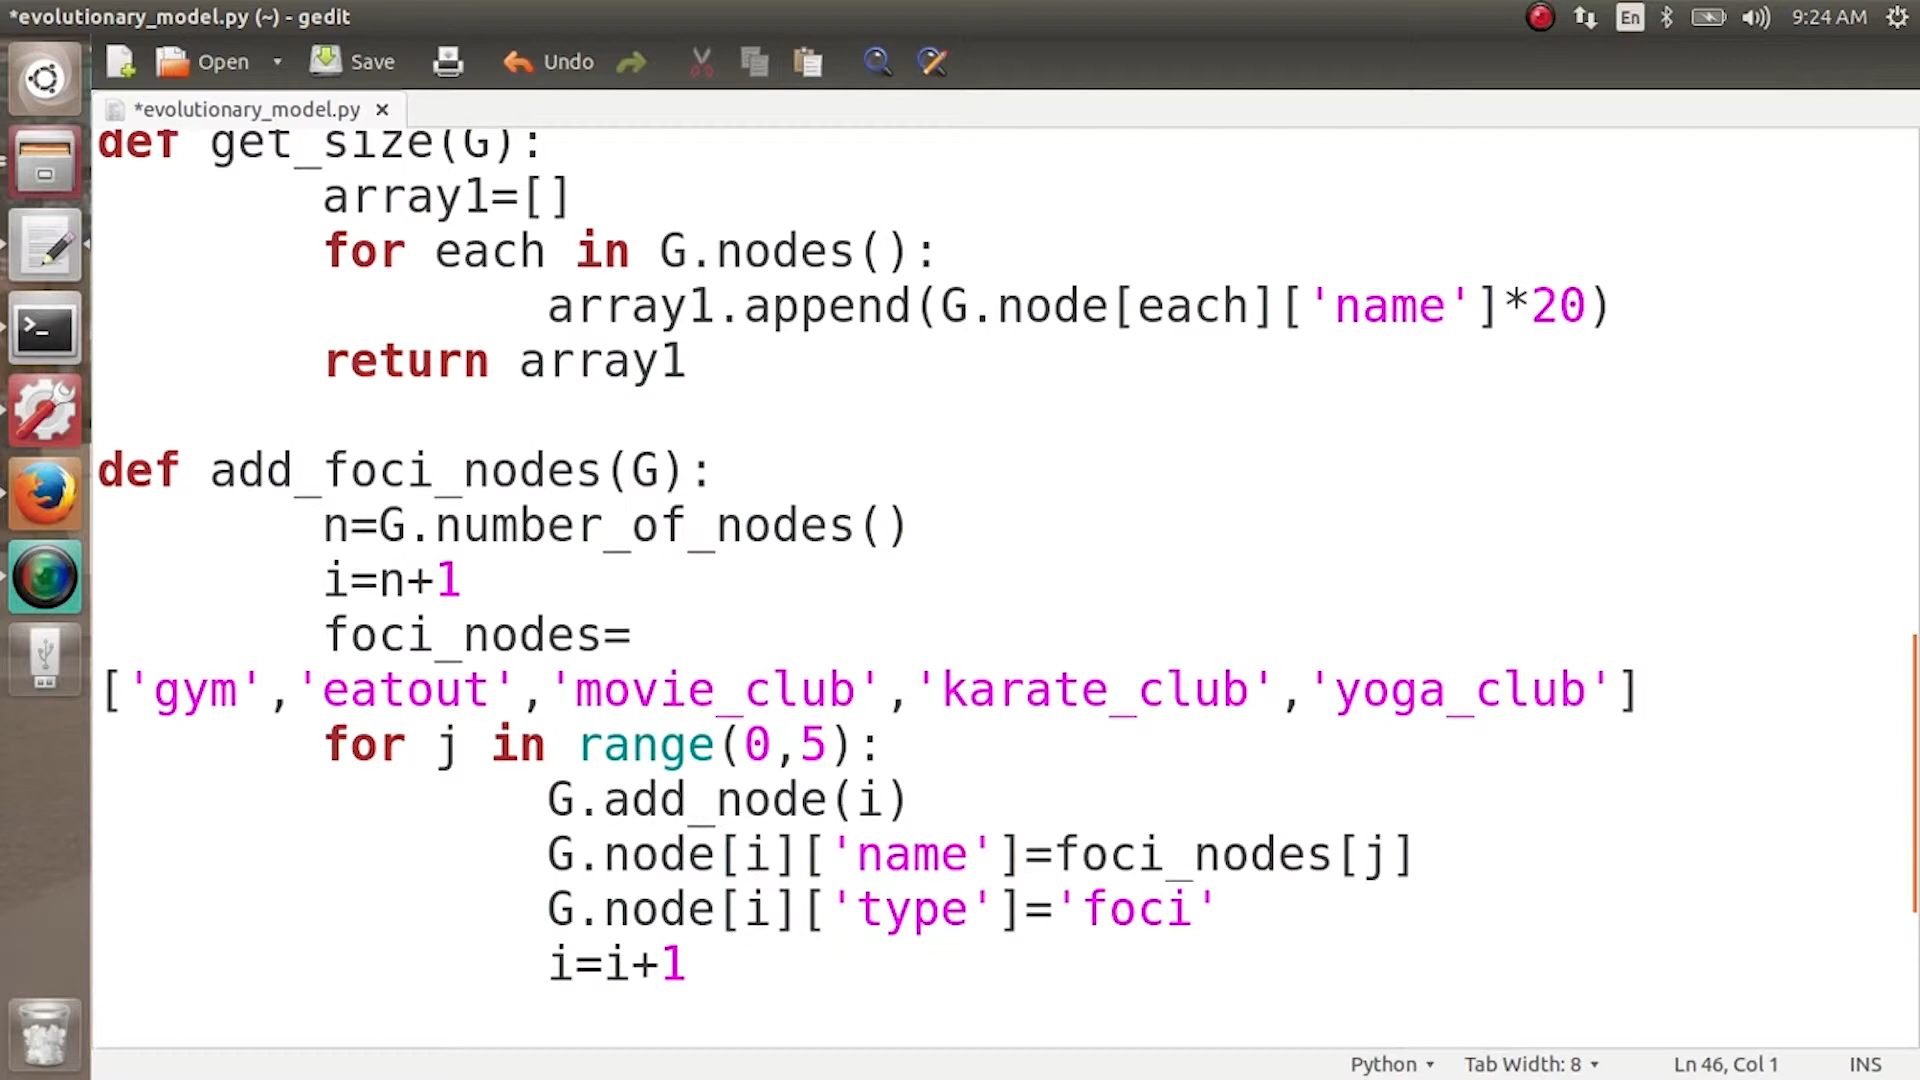 *evolutionary_model.py (~) - gedit
En
9:24 AM
Open
Save
Undo
*evolutionary_model.py
def get_size(G):
array1=[]
for each in G.nodes():
array1.append(G.node[each]['name']*20)
return array1
def add_foci_nodes(G):
n=G.number_of_nodes()
i=n+1
foci_nodes=
['gym','eatout','movie_club','karate_club','yoga_club']
for j in range(0,5):
G.add_node(i)
G.node[i]['name']=foci_nodes[j]
G.node[i]['type']='foci'
i=i+1
Python
Tab Width: 8
Ln 46, Col 1
INS